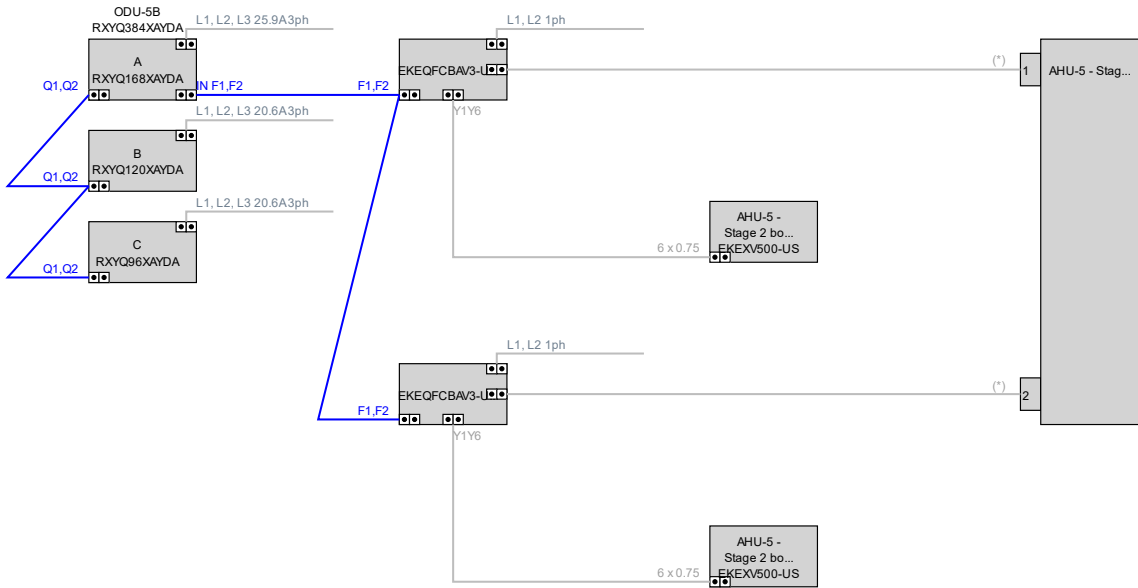 ODU-5B
RXYQ384XAYDA
L1, L2, L3 25.9A3ph
A
RXYQ168XAYDA
Q1,Q2
IN F1,F2
F1,F2
L1, L2 1ph
EKEQFCBAV3-U
Y1Y6
(*)
1
AHU-5 - Stag...
L1, L2, L3 20.6A3ph
B
RXYQ120XAYDA
Q1,Q2
L1, L2, L3 20.6A3ph
C
RXYQ96XAYDA
Q1,Q2
AHU-5 -
Stage 2 bo...
EKEXV500-US
6 x 0.75
L1, L2 1ph
EKEQFCBAV3-U
F1,F2
Y1Y6
(*)
2
AHU-5 -
Stage 2 bo...
EKEXV500-US
6 x 0.75